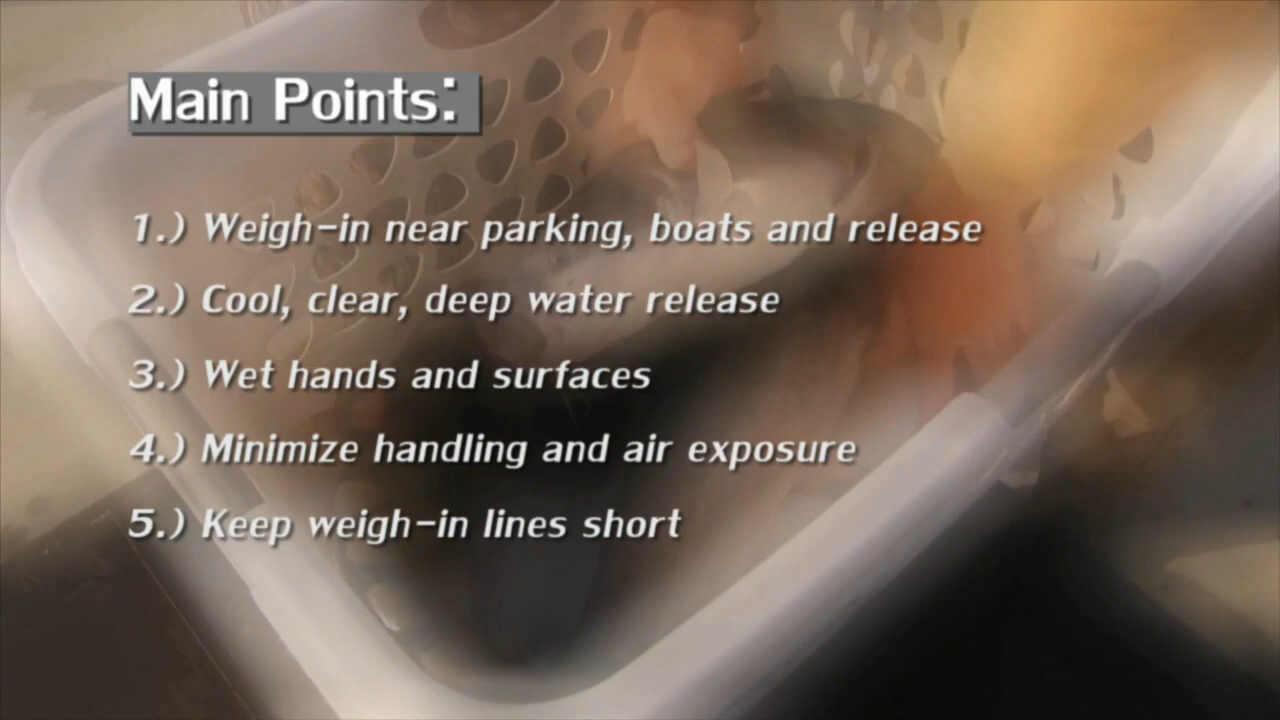 Main Points:
1.) Weigh-in near parking, boats and release
2.) Cool, clear, deep water release
3.) Wet hands and surfaces
4.) Minimize handling and air exposure
5.) Keep weigh-in lines short